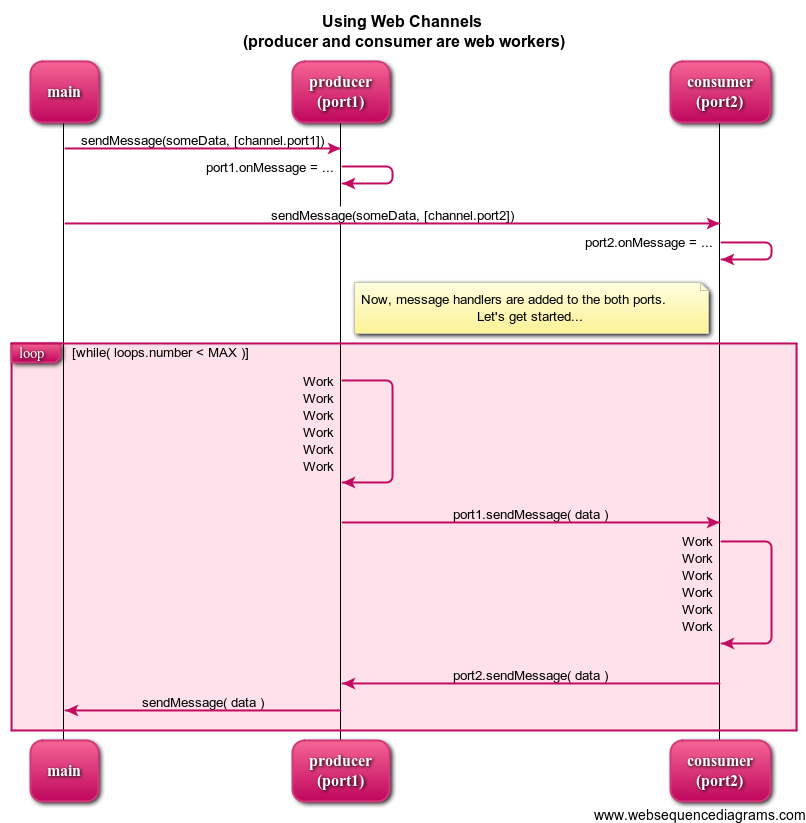 Using Web Channels
(producer and consumer are web workers)
main
producer
(port1)
consumer
(port2)
sendMessage(someData, [channel.port1])
port1.onMessage = ...
sendMessage(someData, [channel.port2])
port2.onMessage = ...
Now, message handlers are added to the both ports.
Let's get started...
loop
[while( loops.number < MAX )]
Work
Work
Work
Work
Work
Work
port1.sendMessage( data )
Work
Work
Work
Work
Work
Work
port2.sendMessage( data )
sendMessage( data )
main
producer
(port1)
consumer
(port2)
www.websequencediagrams.com